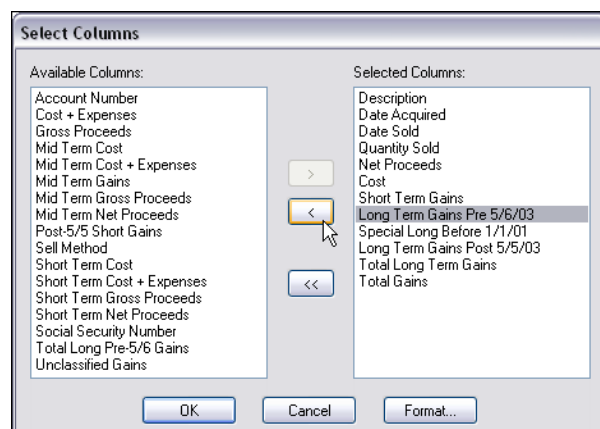 Select Columns
Available Columns:
Account Number
Cost + Expenses
Gross Proceeds
Mid Term Cost
Mid Term Cost + Expenses
Mid Term Gains
Mid Term Gross Proceeds
Mid Term Net Proceeds
Post-5/5 Short Gains
Sell Method
Short Term Cost
Short Term Cost + Expenses
Short Term Gross Proceeds
Short Term Net Proceeds
Social Security Number
Total Long Pre-5/6 Gains
Unclassified Gains
>
<
<<
Selected Columns:
Description
Date Acquired
Date Sold
Quantity Sold
Net Proceeds
Cost
Short Term Gains
Long Term Gains Pre 5/6/03
Special Long Before 1/1/01
Long Term Gains Post 5/5/03
Total Long Term Gains
Total Gains
OK
Cancel
Format...